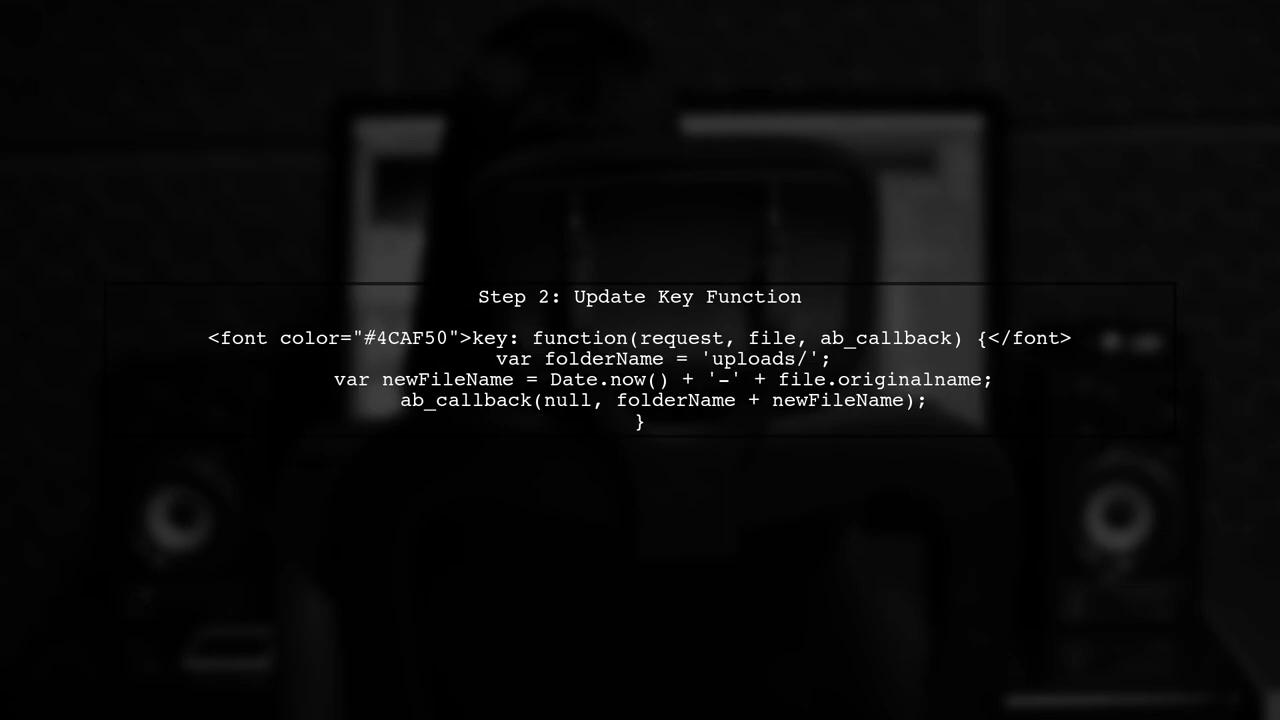 Step 2: Update Key Function
<font color="#4CAF50">key: function(request, file, ab_callback) {</font>
var folderName = 'uploads/';
var newFileName = Date.now() + '-' + file.originalname;
ab_callback(null, folderName + newFileName);
}